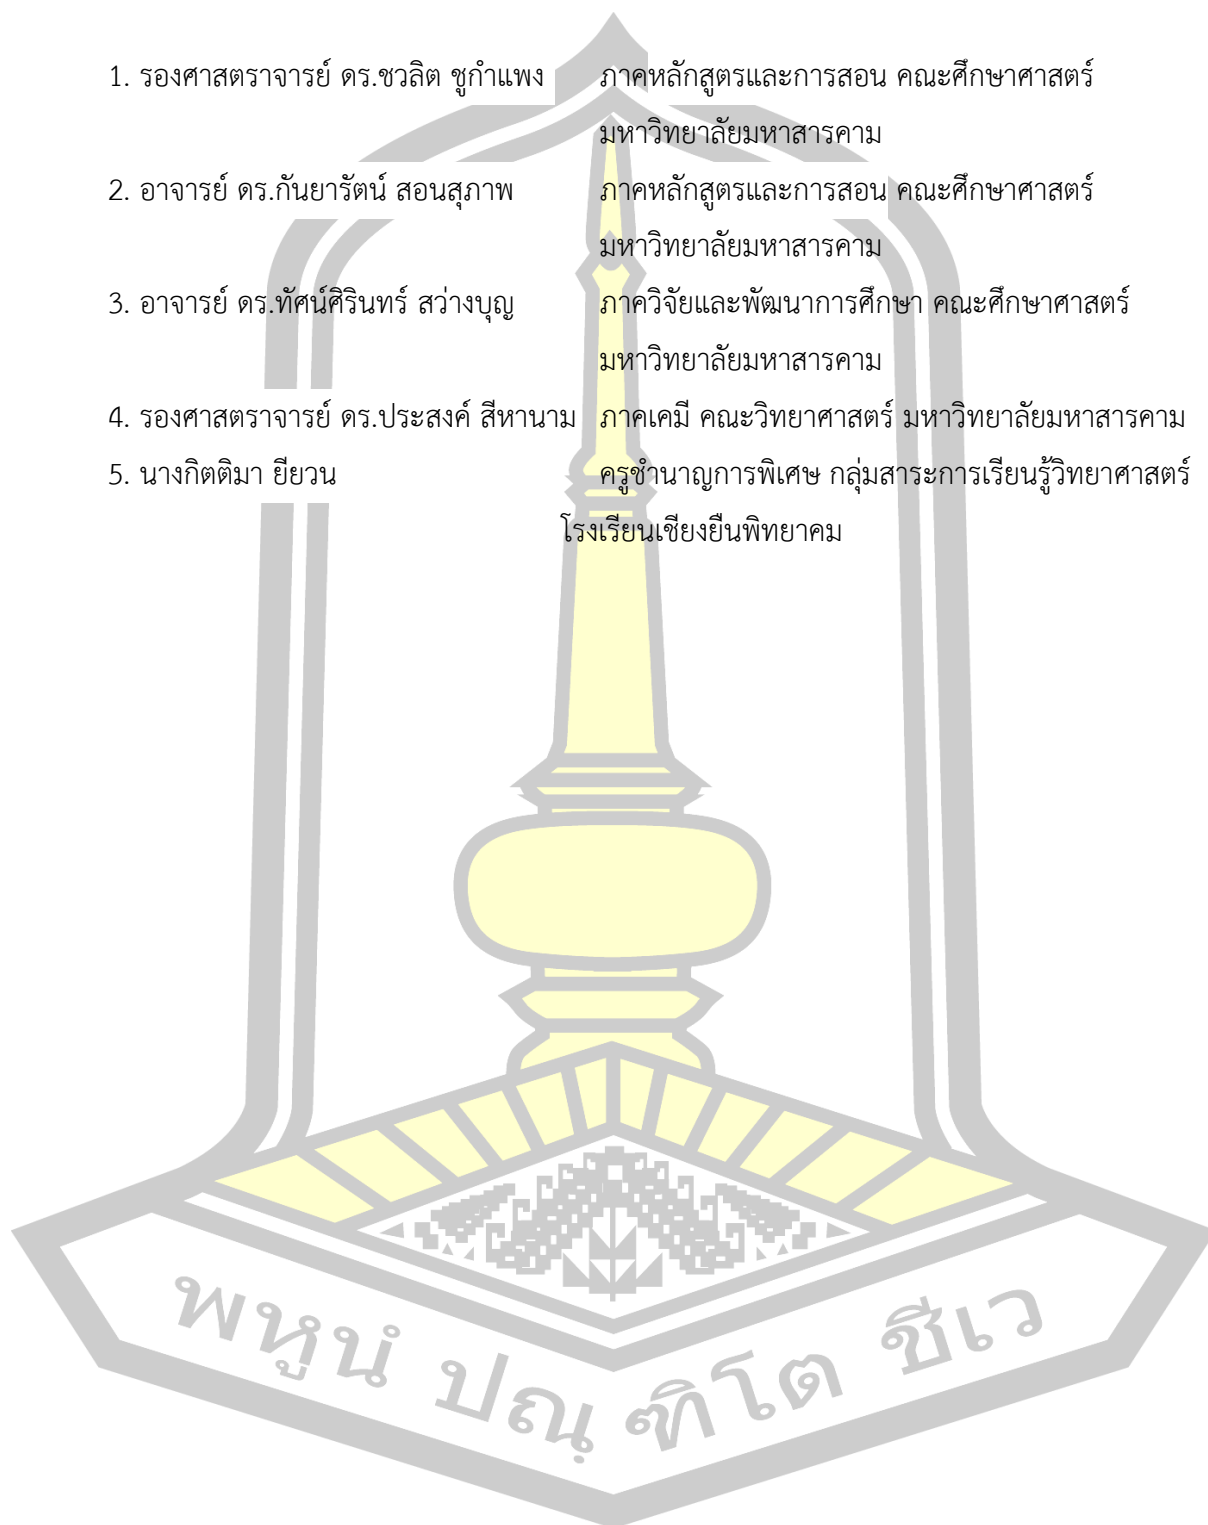 1. รองศาสตราจารย์ ดร.ชวลิต ชูกำแพง ภาคหลักสูตรและการสอน คณะศึกษาศาสตร์
มหาวิทยาลัยมหาสารคาม
2. อาจารย์ ดร.กันยารัตน์ สอนสุภาพ ภาคหลักสูตรและการสอน คณะศึกษาศาสตร์
มหาวิทยาลัยมหาสารคาม
3. อาจารย์ ดร.ทัศน์ศิรินทร์ สว่างบุญ ภาควิจัยและพัฒนาการศึกษา คณะศึกษาศาสตร์
มหาวิทยาลัยมหาสารคาม
4. รองศาสตราจารย์ ดร.ประสงค์ สีหานาม ภาคเคมี คณะวิทยาศาสตร์ มหาวิทยาลัยมหาสารคาม
5. นางกิตติมา ยียวน ครูชำนาญการพิเศษ กลุ่มสาระการเรียนรู้วิทยาศาสตร์
โรงเรียนเชียงยืนพิทยาคม
พหูนํ ปณฺ ฑิโต ชีเว